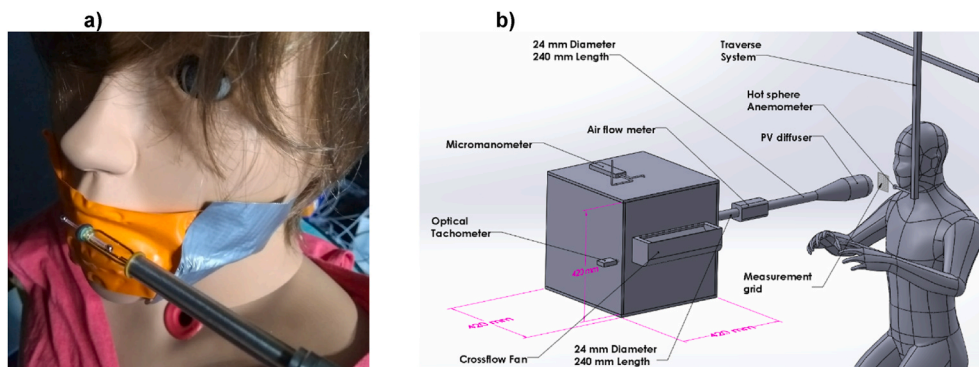 a)
b)
24 mm Diameter
240 mm Length
Traverse
System
Hot sphere
Anemometer
Air flow meter
PV diffuser
Micromanometer
Optical
Tachometer
420 mm
Measurement
grid
420 mm
420 mm
Crossflow Fan
24 mm Diameter
240 mm Length